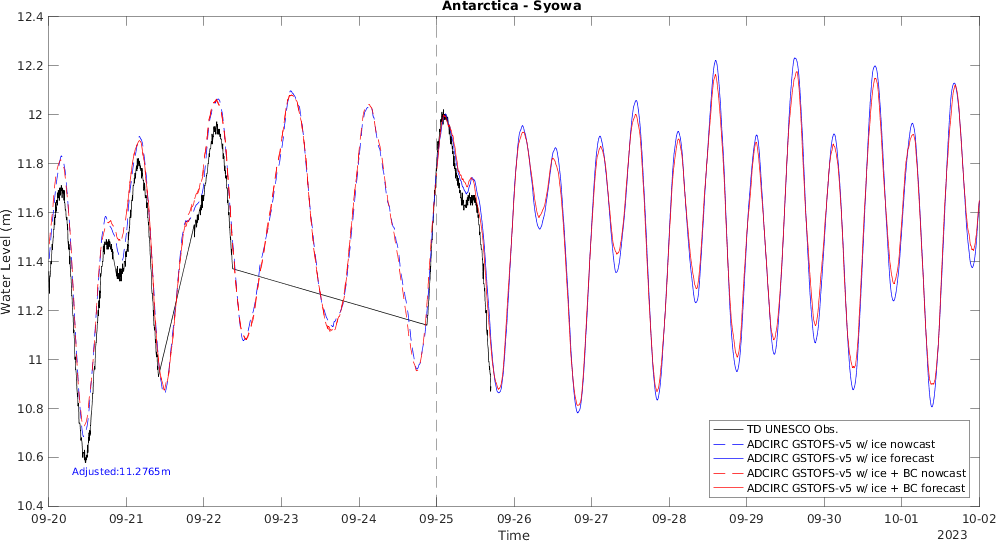 Antarctica - Syowa
12.4
12.2
12
11.8
11.6
11.4
11.2
11
10.8
10.6
10.4
Water Level (m)
Adjusted:11.2765m
TD UNESCO Obs.
ADCIRC GSTOFS-v5 w/ ice nowcast
ADCIRC GSTOFS-v5 w/ ice forecast
ADCIRC GSTOFS-v5 w/ ice + BC nowcast
ADCIRC GSTOFS-v5 w/ ice + BC forecast
09-20 09-21 09-22 09-23 09-24 09-25 09-26 09-27 09-28 09-29 09-30 10-01 10-02
Time
2023